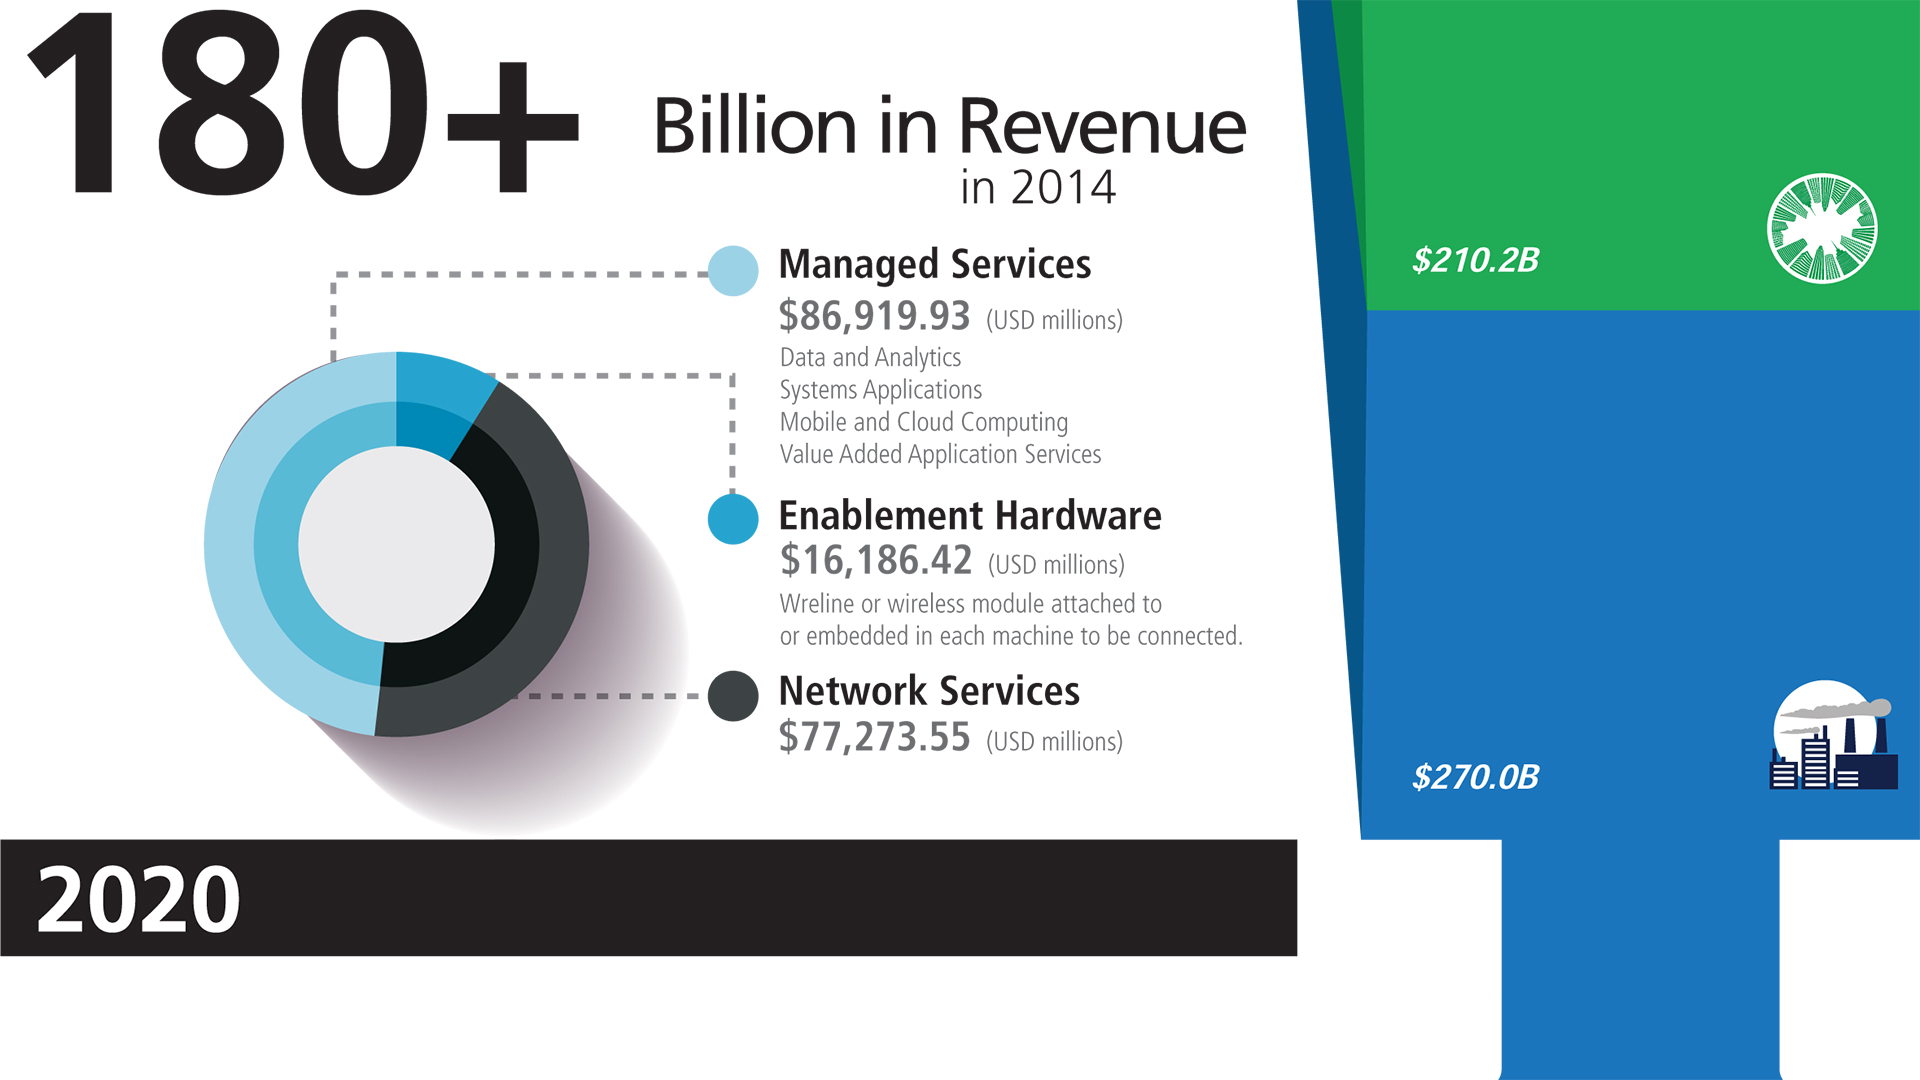 180+
Billion in Revenue
in 2014
Managed Services
$86,919.93 (USD millions)
Data and Analytics
Systems Applications
Mobile and Cloud Computing
Value Added Application Services
Enablement Hardware
$16,186.42 (USD millions)
Wreline or wireless module attached to
or embedded in each machine to be connected.
Network Services
$77,273.55 (USD millions)
2020
$210.2B
$270.0B